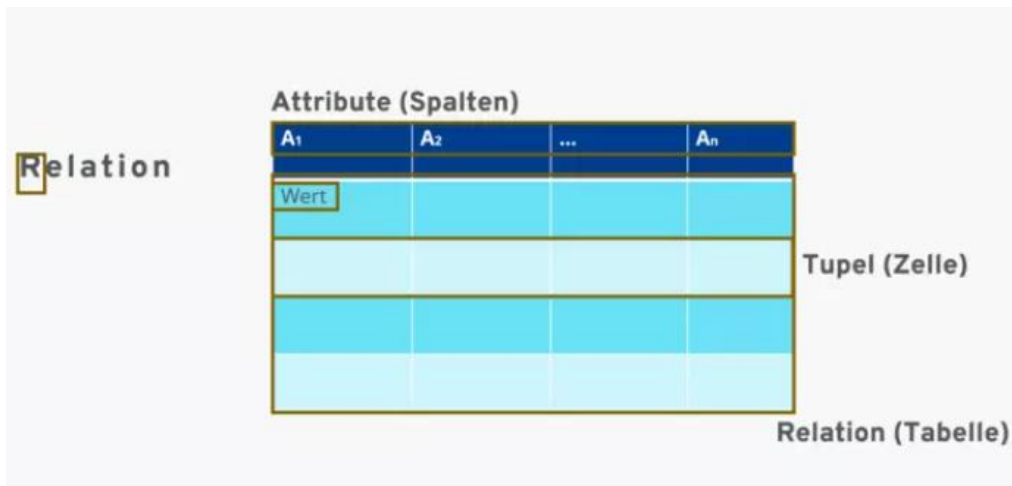 Attribute (Spalten)
Relation
A₁ A₂ ... Aₙ
Wert
Tupel (Zelle)
Relation (Tabelle)